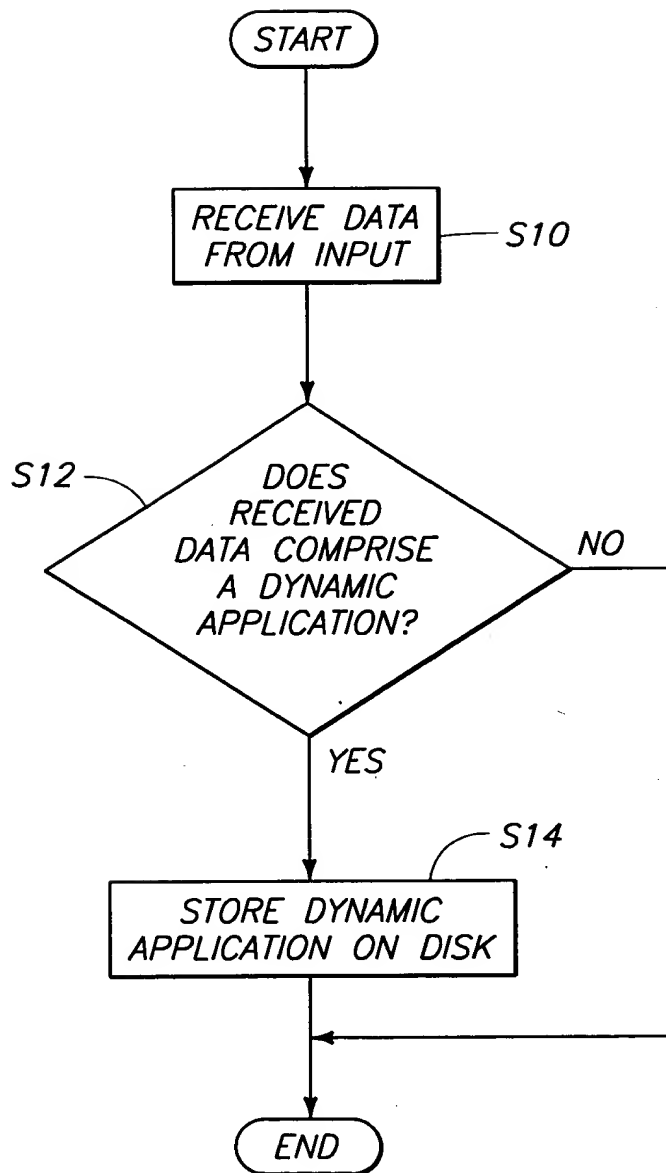 START
RECEIVE DATA
FROM INPUT
S10
S12
DOES
RECEIVED
DATA COMPRISE
A DYNAMIC
APPLICATION?
NO
YES
S14
STORE DYNAMIC
APPLICATION ON DISK
END